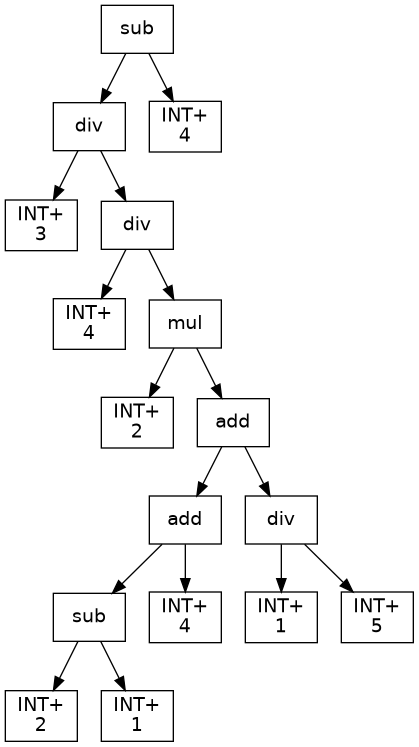 sub
div
INT+
4
INT+
3
div
INT+
4
mul
INT+
2
add
add
div
sub
INT+
4
INT+
1
INT+
5
INT+
2
INT+
1